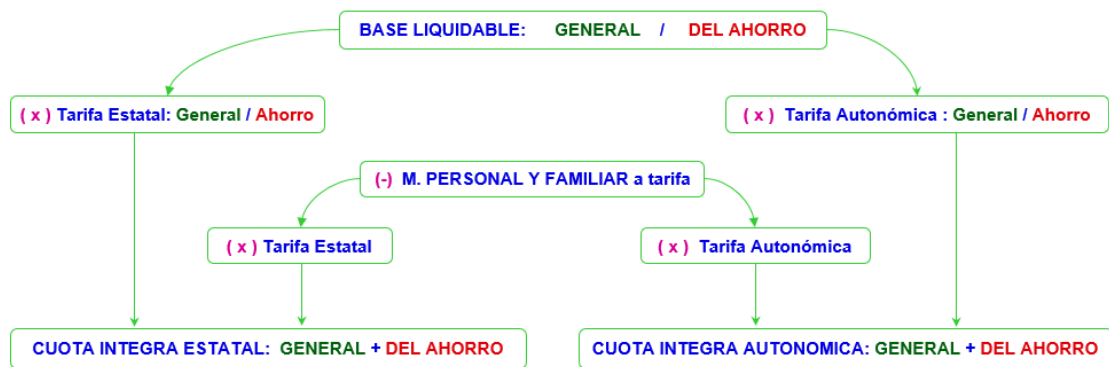 BASE LIQUIDABLE: GENERAL / DEL AHORRO
( x ) Tarifa Estatal: General / Ahorro
( x ) Tarifa Autonómica : General / Ahorro
(-) M. PERSONAL Y FAMILIAR a tarifa
( x ) Tarifa Estatal
( x ) Tarifa Autonómica
CUOTA INTEGRA ESTATAL: GENERAL + DEL AHORRO
CUOTA INTEGRA AUTONOMICA: GENERAL + DEL AHORRO